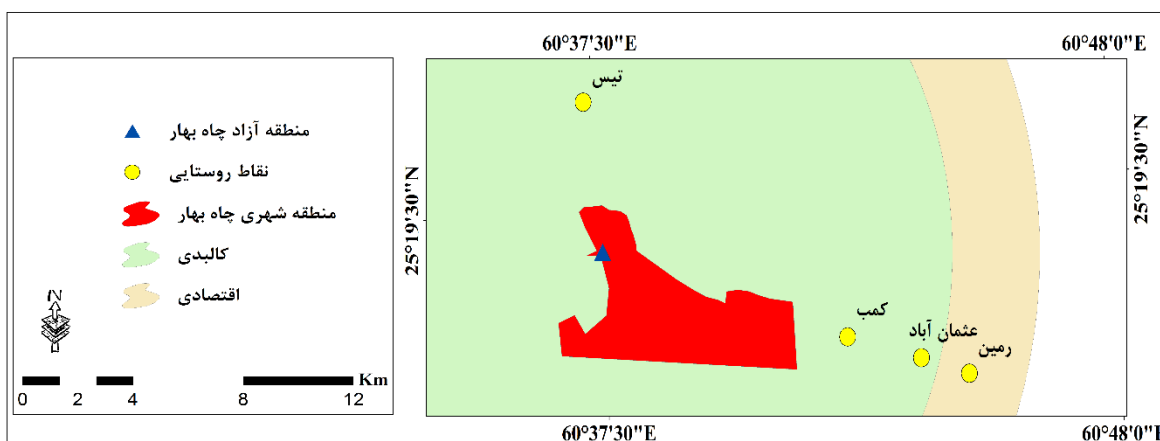 60°37'30"E
60°48'0"E
تیس
منطقه آزاد چاه بهار
نقاط روستایی
منطقه شهری چاه بهار
کالبدی
اقتصادی
N
25°19'30"N
25°19'30"N
کمب
عثمان آباد
رمین
Km
0 2 4 8 12
60°37'30"E
60°48'0"E